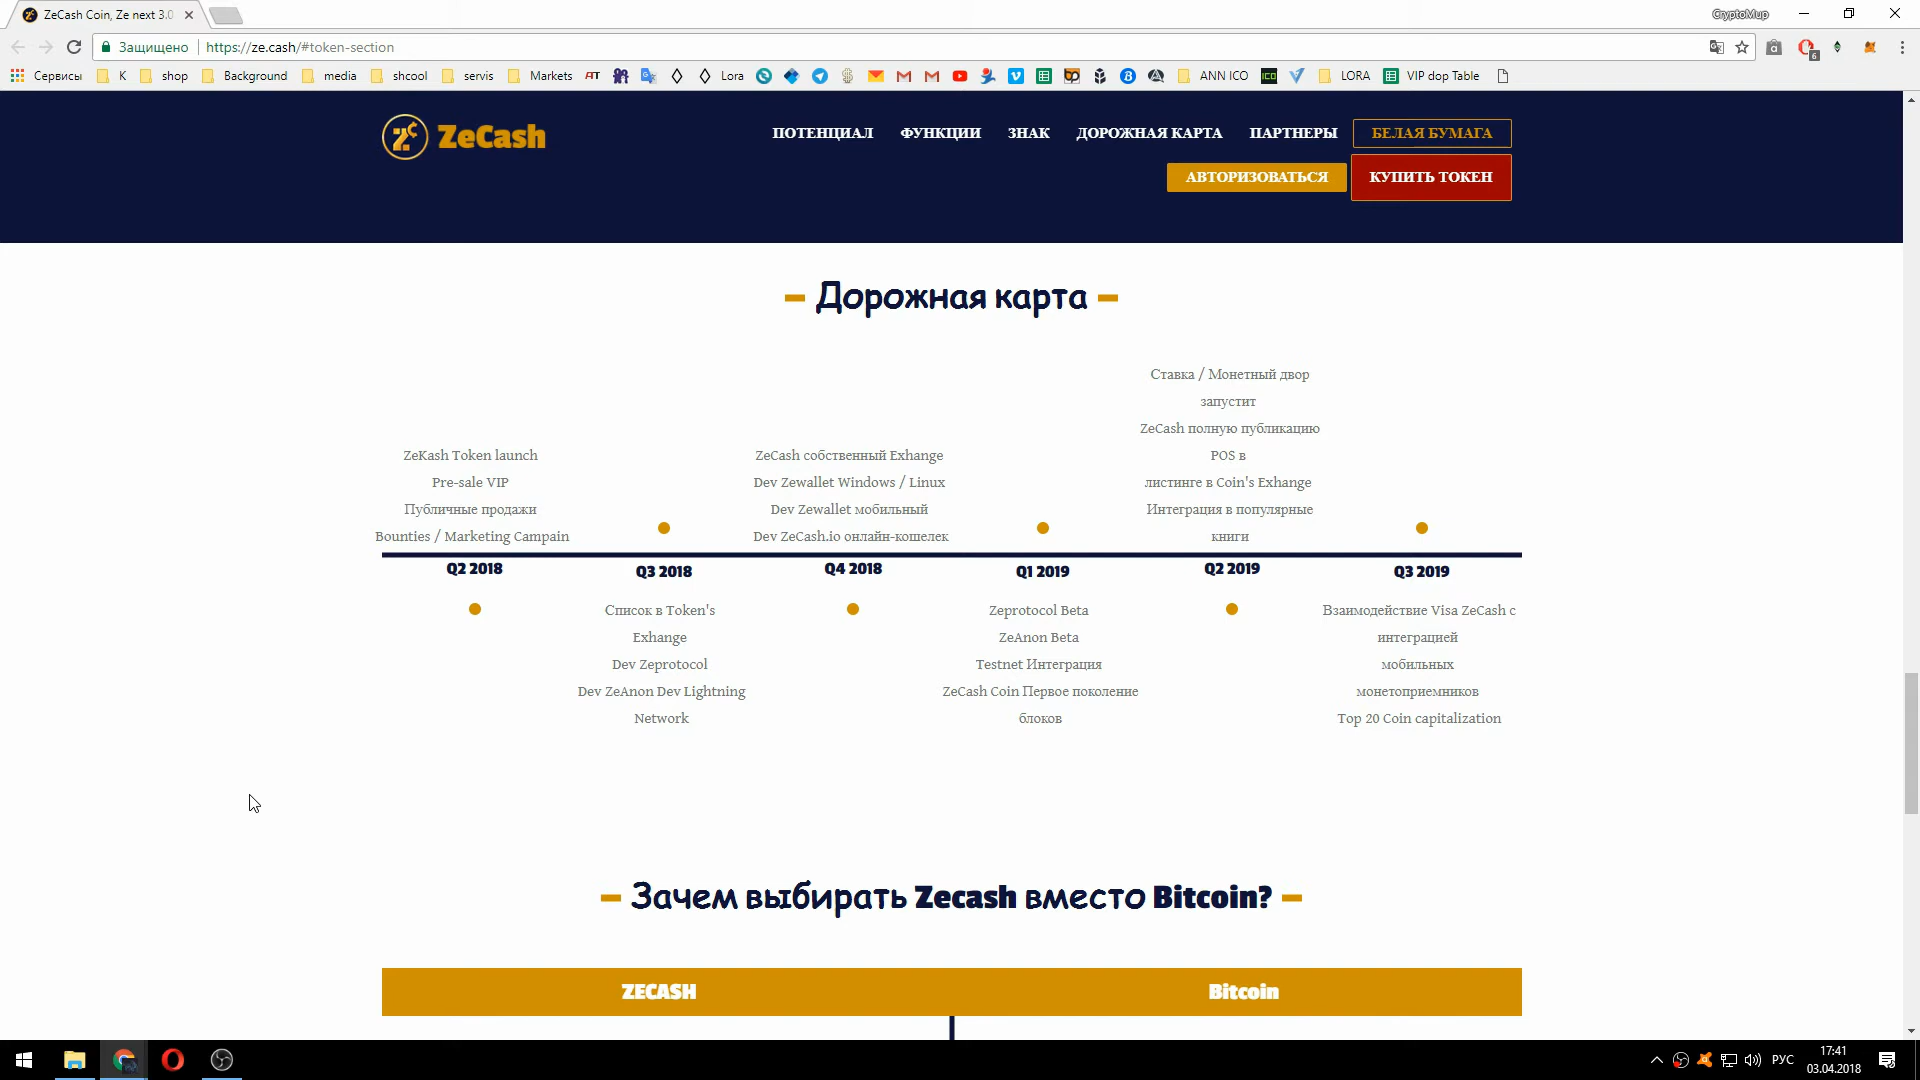 ZeCash Coin, Ze next 3.0
CryptoMup
Защищено
https://ze.cash/#token-section
6
Сервисы
K
shop
Background
media
shcool
servis
Markets
Lora
ANN ICO
ICO
LORA
VIP dop Table
ZeCash
ПОТЕНЦИАЛ
ФУНКЦИИ
ЗНАК
ДОРОЖНАЯ КАРТА
ПАРТНЕРЫ
БЕЛАЯ БУМАГА
АВТОРИЗОВАТЬСЯ
КУПИТЬ ТОКЕН
Дорожная карта
ZeKash Token launch
Pre-sale VIP
Публичные продажи
Bounties / Marketing Campain
Q2 2018
Q3 2018
Список в Token's
Exhange
Dev Zeprotocol
Dev ZeAnon Dev Lightning
Network
ZeCash собственный Exhange
Dev Zewallet Windows / Linux
Dev Zewallet мобильный
Dev ZeCash.io онлайн-кошелек
Q4 2018
Q1 2019
Zeprotocol Beta
ZeAnon Beta
Testnet Интеграция
ZeCash Coin Первое поколение
блоков
Ставка / Монетный двор
запустит
ZeCash полную публикацию
POS в
листинге в Coin's Exhange
Интеграция в популярные
книги
Q2 2019
Q3 2019
Взаимодействие Visa ZeCash с
интеграцией
мобильных
монетоприемников
Top 20 Coin capitalization
Зачем выбирать Zecash вместо Bitcoin?
ZECASH
Bitcoin
РУС
17:41
03.04.2018